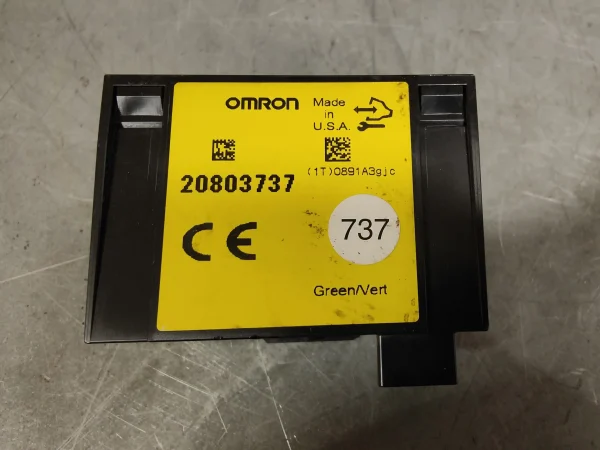 OMRON
Made
in
U.S.A.
(1T)0891A3gjc
20803737
CE
737
Green/Vert